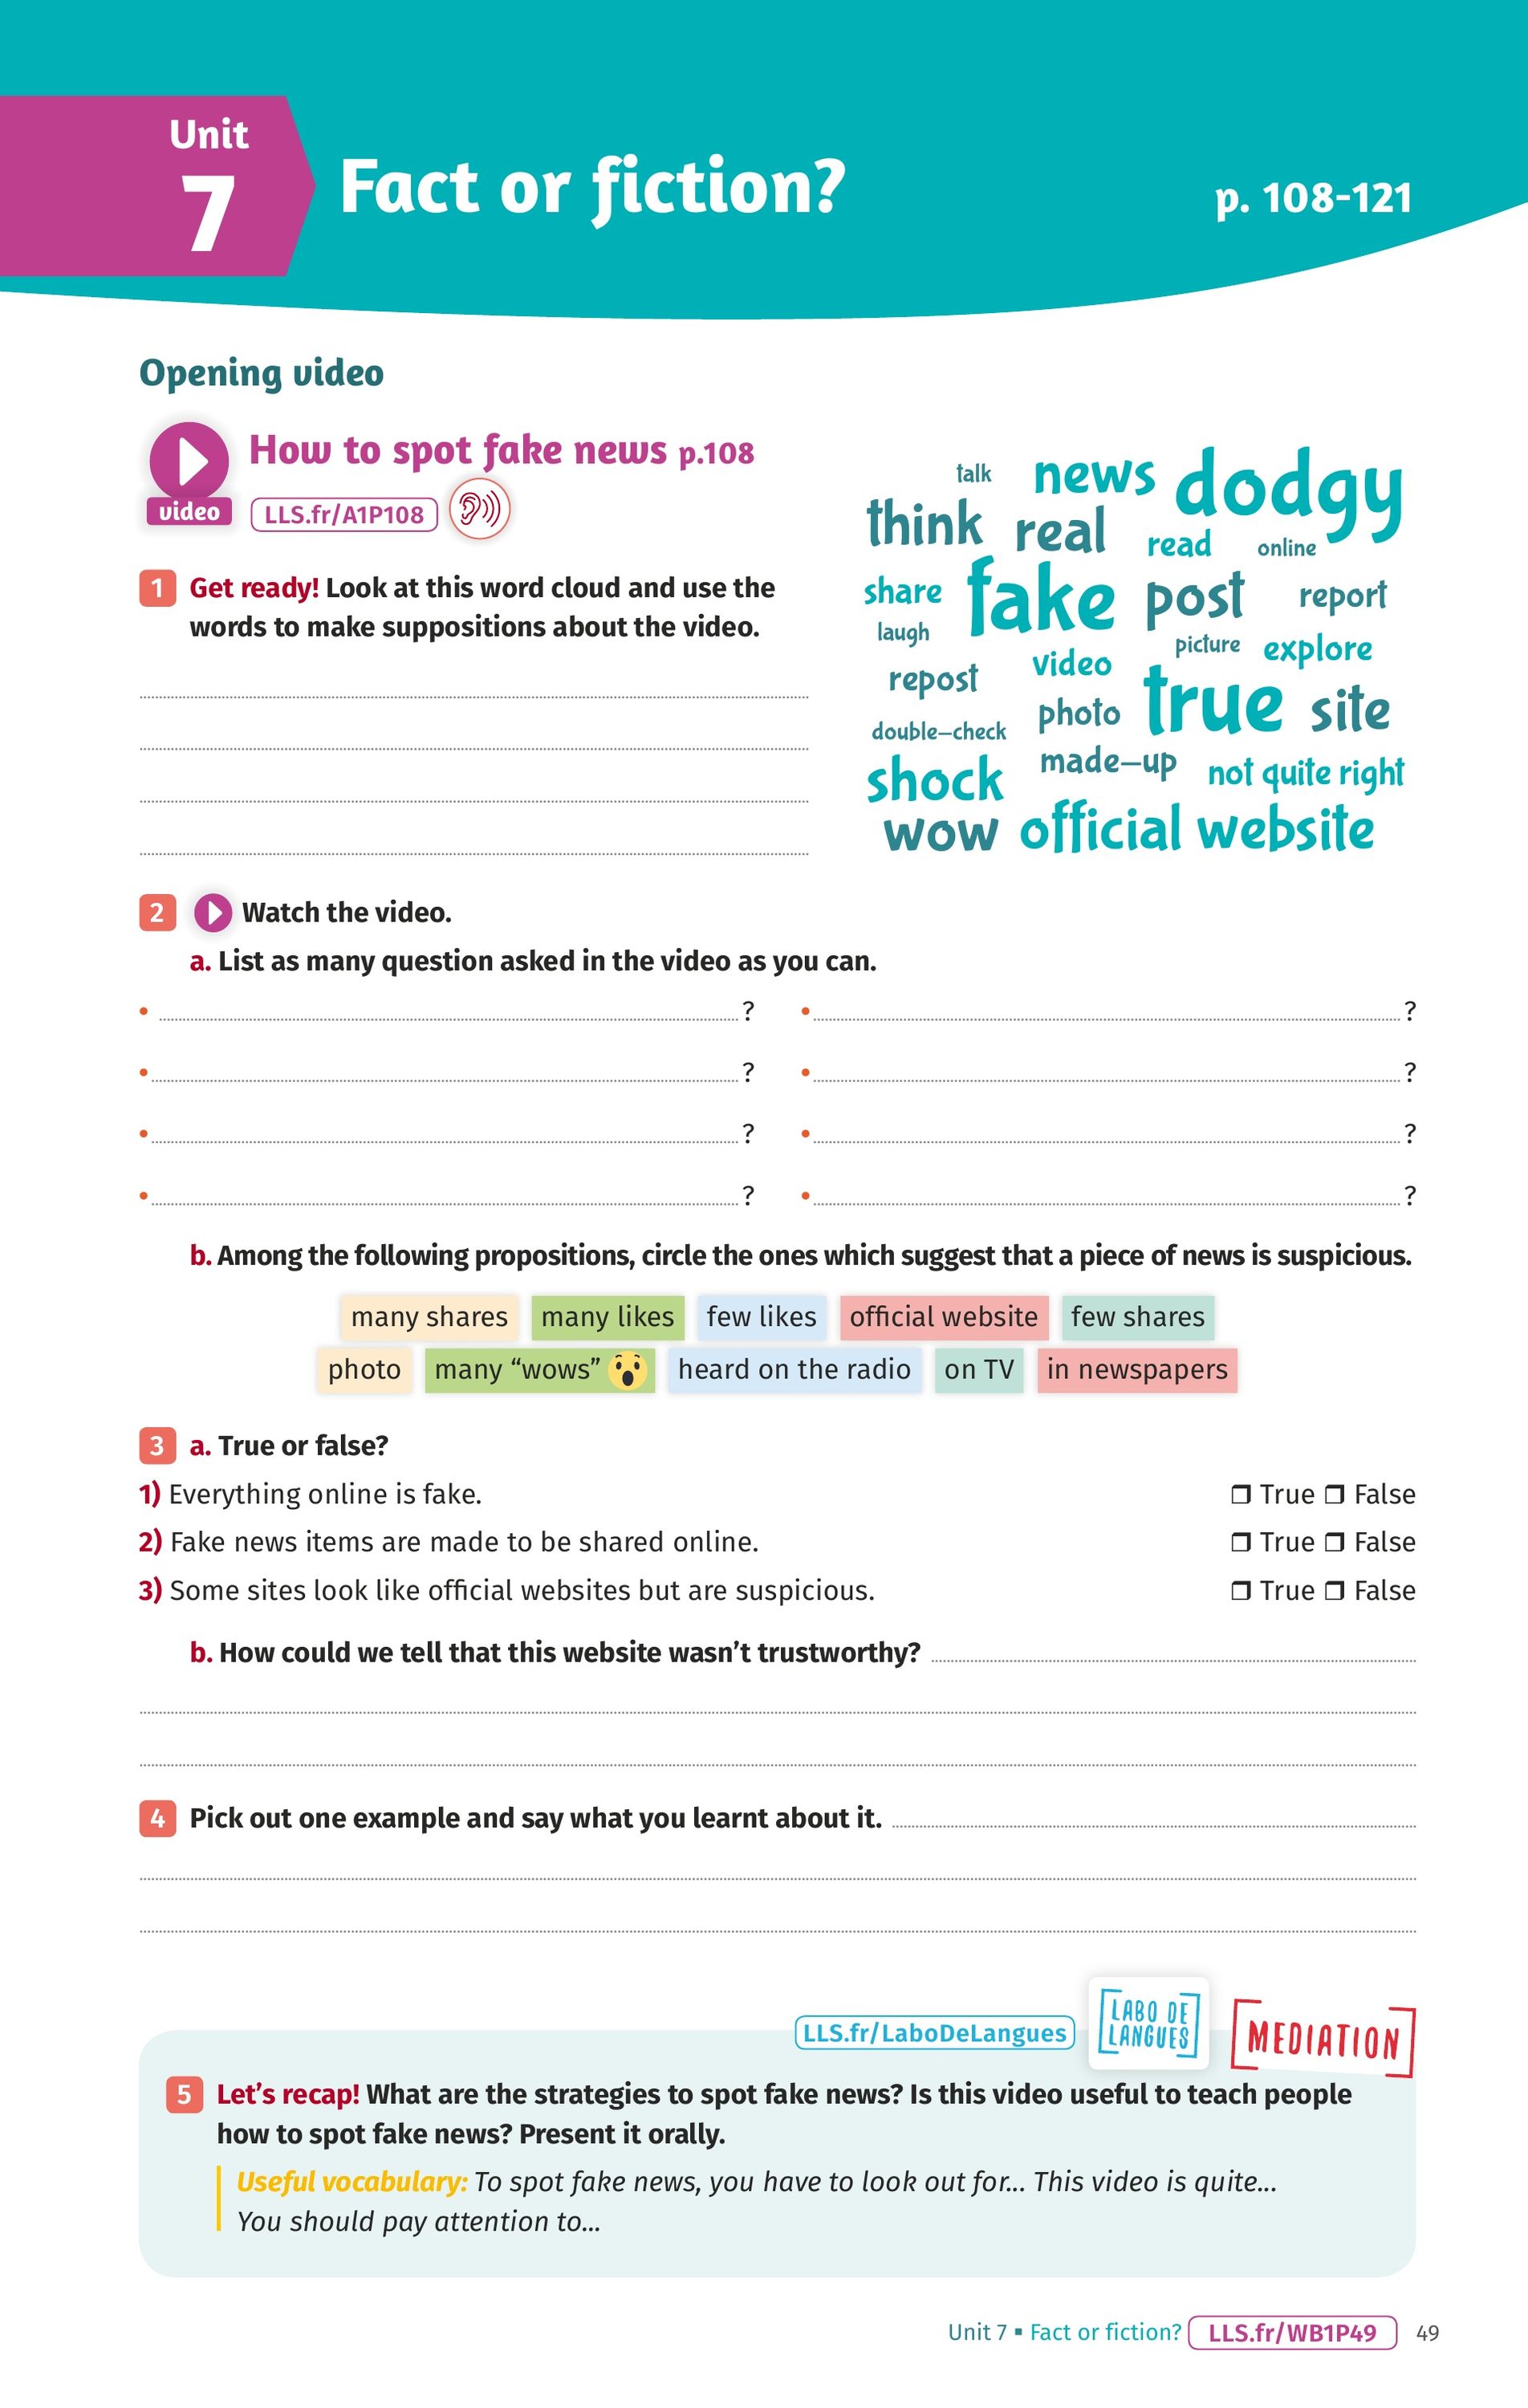 Unit
7
Fact or fiction?
p. 108-121
Opening video
video
How to spot fake news p.108
LLS.fr/A1P108
1 Get ready! Look at this word cloud and use the
words to make suppositions about the video.
talk news dodgy
think real read online
share fake post report
laugh picture explore
repost video true site
double–check photo
shock made–up not quite right
wow official website
2 Watch the video.
a. List as many question asked in the video as you can.
• ? • ?
• ? • ?
• ? • ?
• ? • ?
b. Among the following propositions, circle the ones which suggest that a piece of news is suspicious.
many shares many likes few likes official website few shares
photo many “wows” heard on the radio on TV in newspapers
3 a. True or false?
1) Everything online is fake. ❒ True ❒ False
2) Fake news items are made to be shared online. ❒ True ❒ False
3) Some sites look like official websites but are suspicious. ❒ True ❒ False
b. How could we tell that this website wasn’t trustworthy?
4 Pick out one example and say what you learnt about it.
LLS.fr/LaboDeLangues
LABO DE
LANGUES
MEDIATION
5 Let’s recap! What are the strategies to spot fake news? Is this video useful to teach people
how to spot fake news? Present it orally.
Useful vocabulary: To spot fake news, you have to look out for... This video is quite...
You should pay attention to...
Unit 7 ▪ Fact or fiction? LLS.fr/WB1P49 49